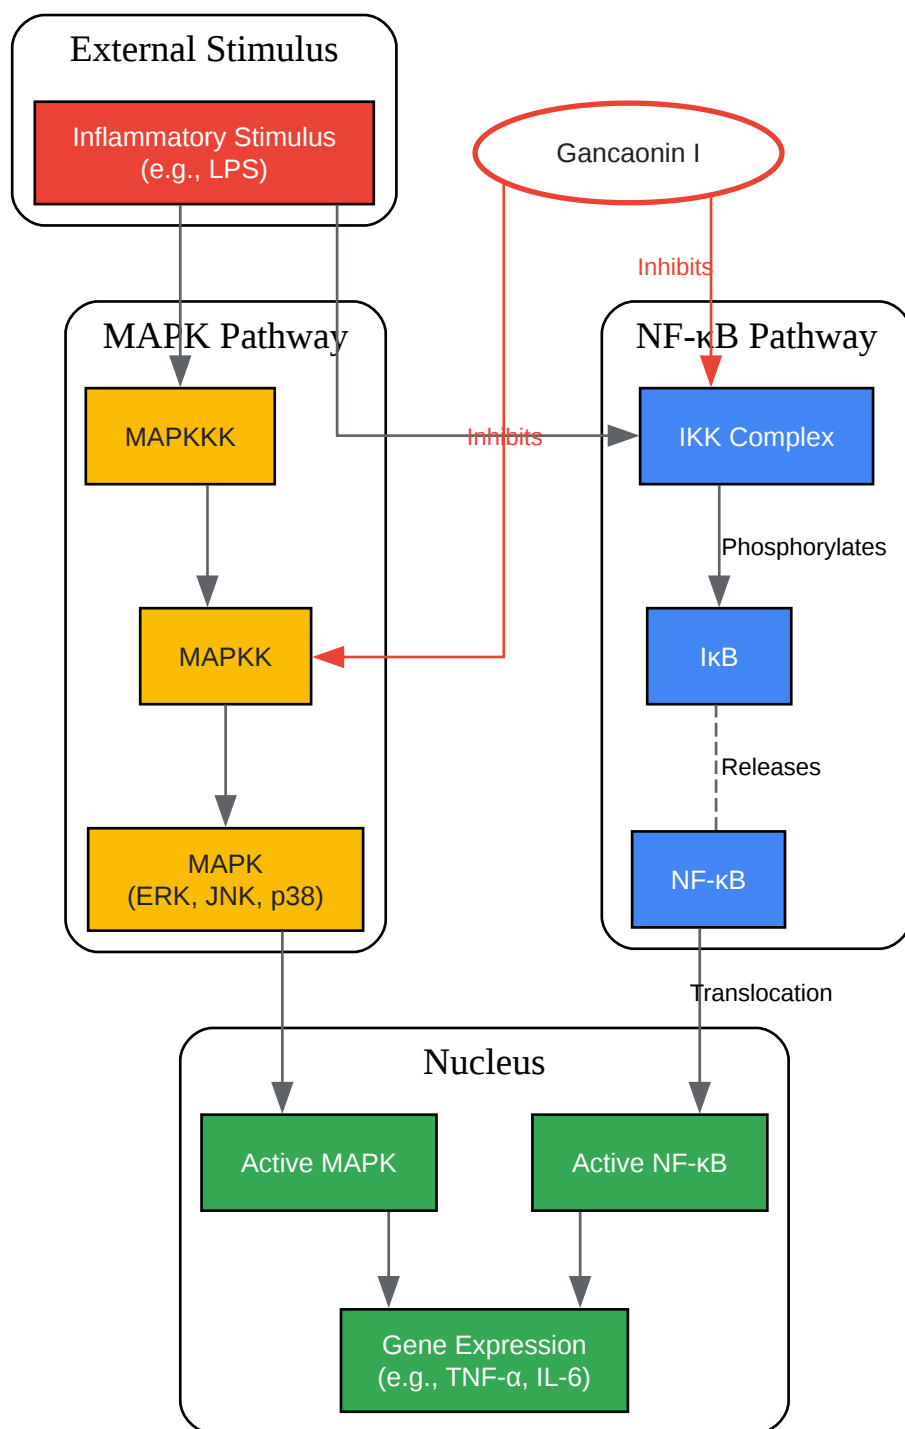 External Stimulus
Inflammatory Stimulus
(e.g., LPS)
Gancaonin I
Inhibits
MAPK Pathway
NF-κB Pathway
MAPKKK
Inhibits
IKK Complex
Phosphorylates
MAPKK
IκB
Releases
MAPK
(ERK, JNK, p38)
NF-κB
Translocation
Nucleus
Active MAPK
Active NF-κB
Gene Expression
(e.g., TNF-α, IL-6)